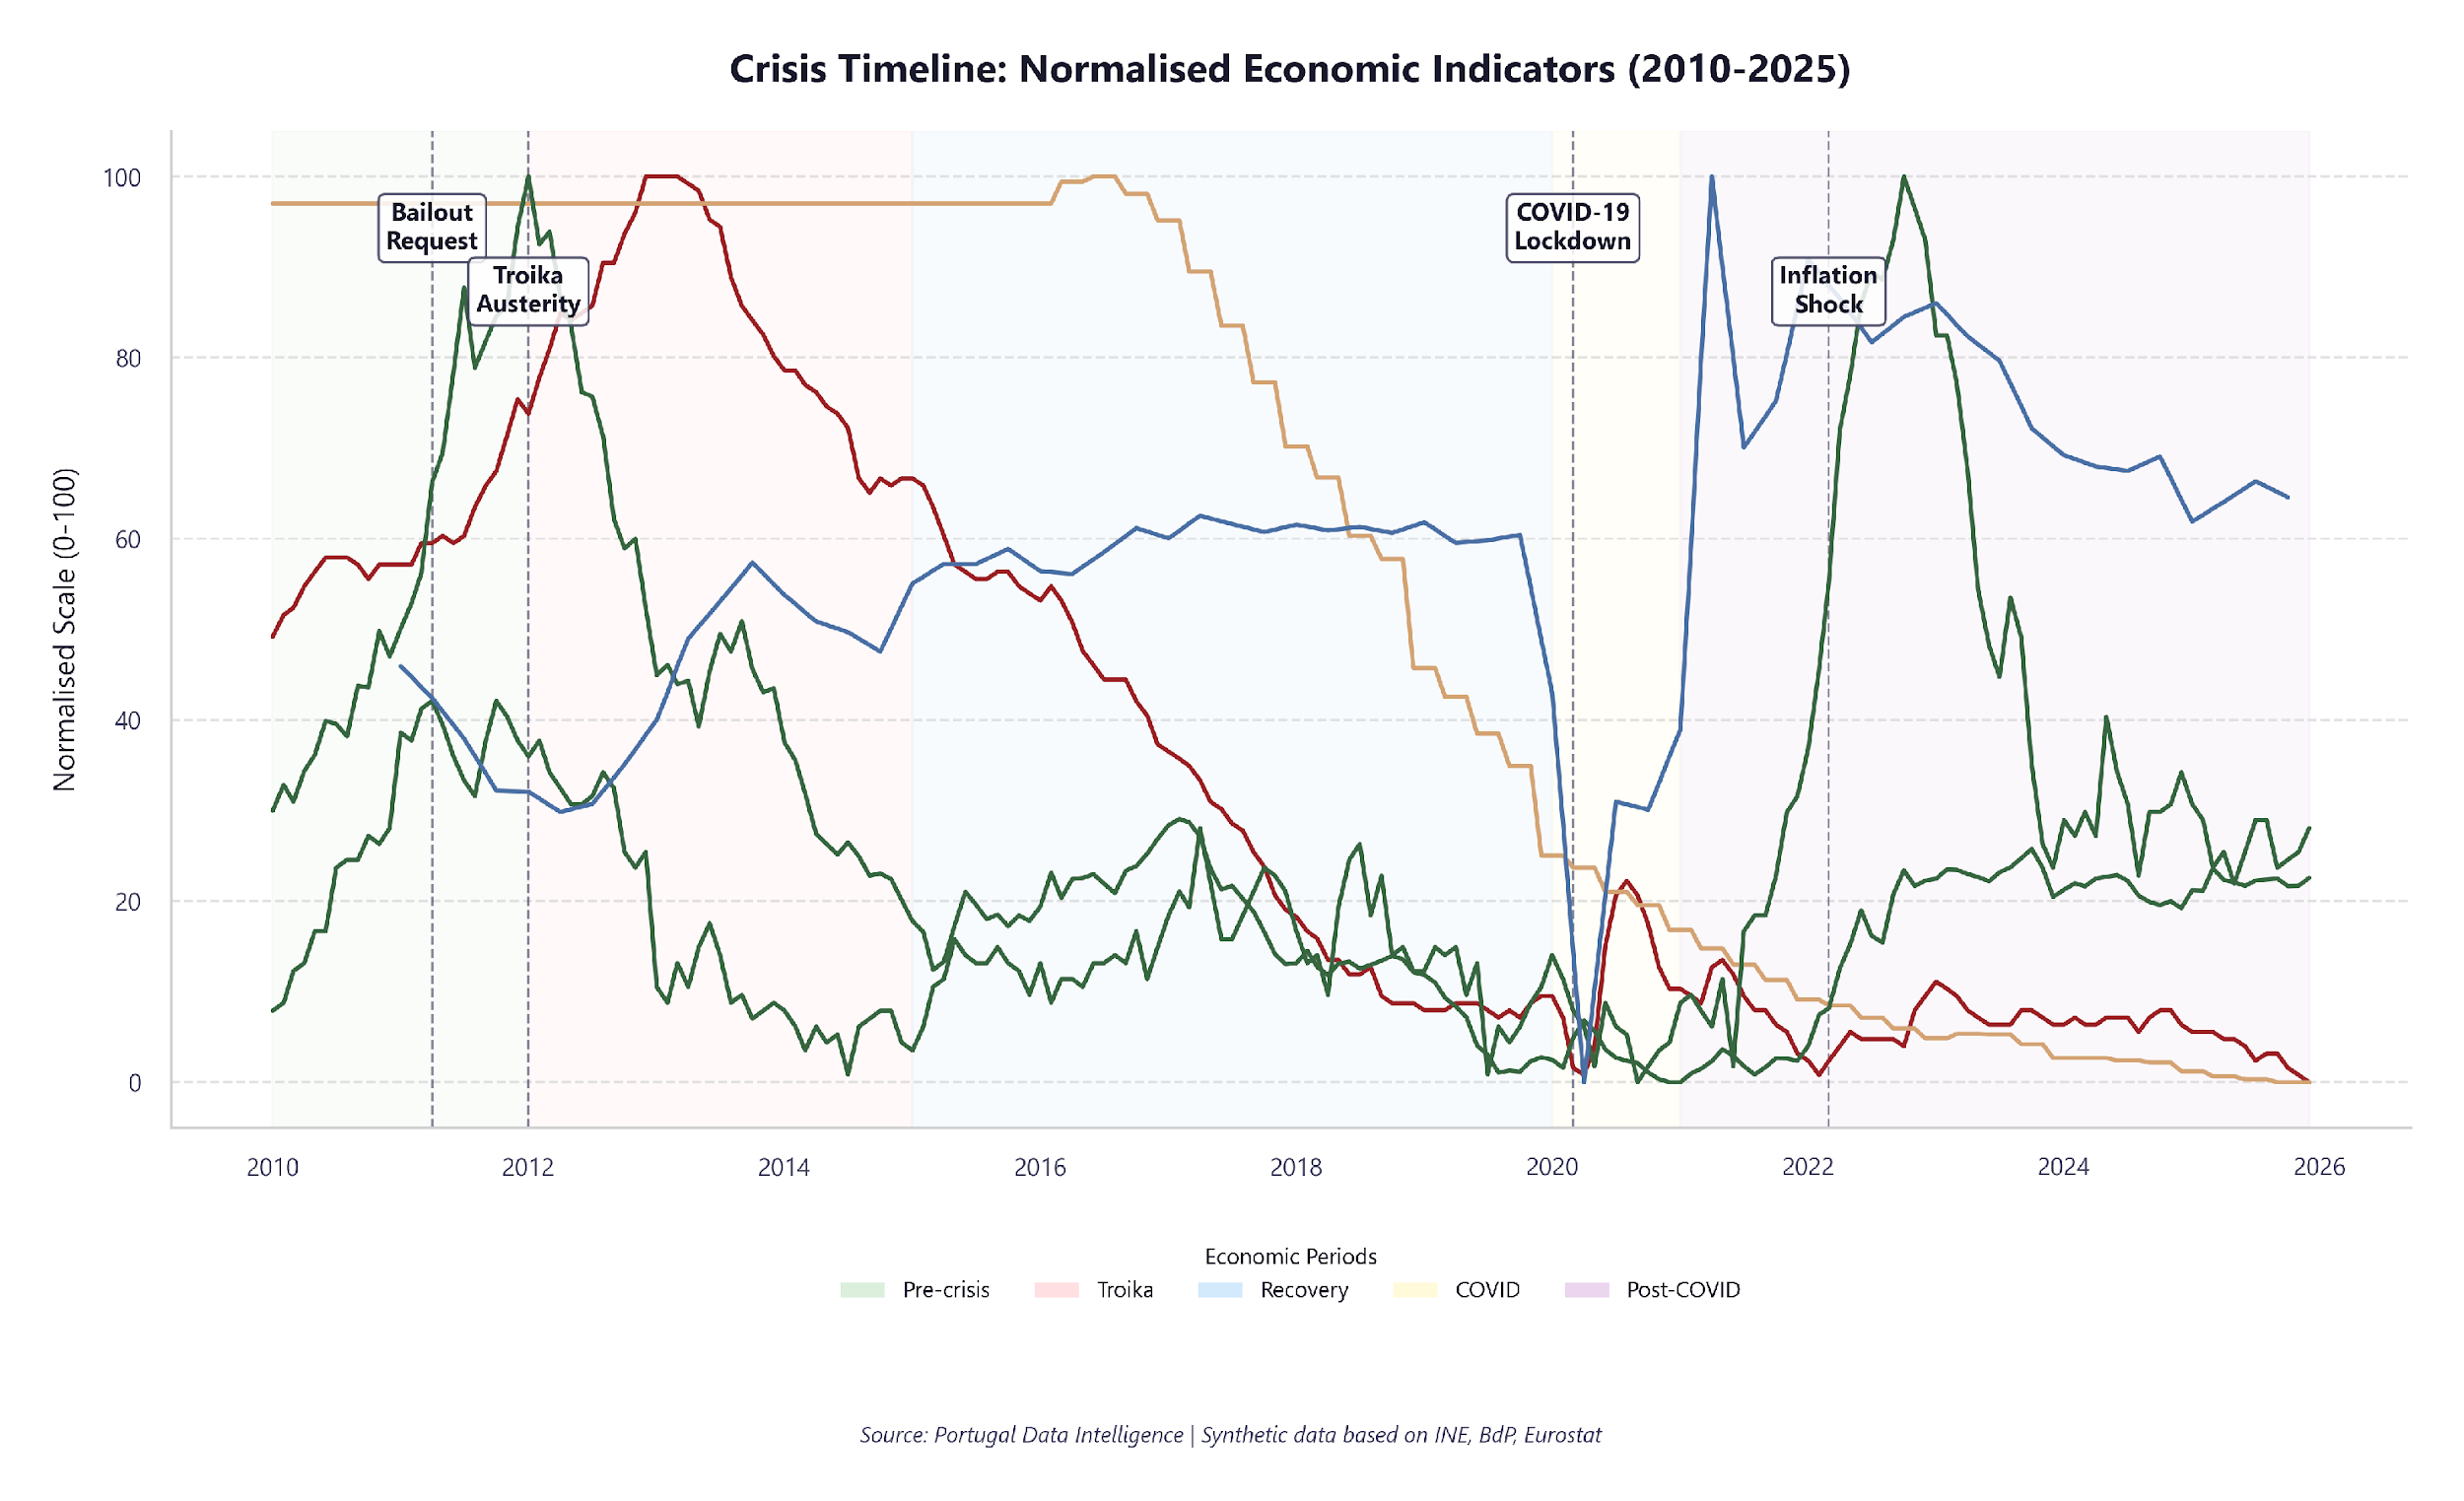 Crisis Timeline: Normalised Economic Indicators (2010-2025)
Normalised Scale (0-100)
100
80
60
40
20
0
Bailout
Request
Troika
Austerity
COVID-19
Lockdown
Inflation
Shock
2010
2012
2014
2016
2018
2020
2022
2024
2026
Economic Periods
Pre-crisis
Troika
Recovery
COVID
Post-COVID
Source: Portugal Data Intelligence | Synthetic data based on INE, BdP, Eurostat